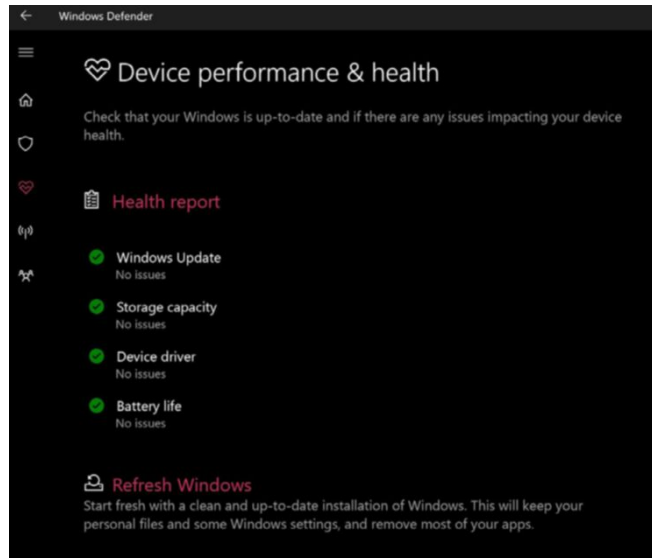 Windows Defender
Device performance & health
Check that your Windows is up-to-date and if there are any issues impacting your device
health.
Health report
Windows Update
No issues
Storage capacity
No issues
Device driver
No issues
Battery life
No issues
Refresh Windows
Start fresh with a clean and up-to-date installation of Windows. This will keep your
personal files and some Windows settings, and remove most of your apps.